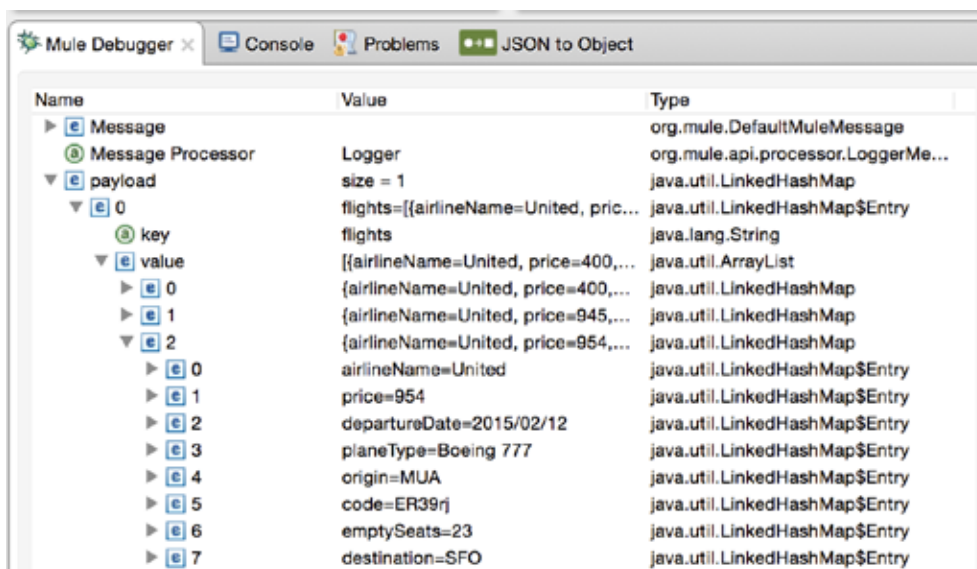 Mule Debugger Console Problems JSON to Object
Name Value Type
Message org.mule.DefaultMuleMessage
Message Processor Logger org.mule.api.processor.LoggerMe...
payload size = 1 java.util.LinkedHashMap
0 flights=[{airlineName=United, pric... java.util.LinkedHashMap$Entry
key flights java.lang.String
value [{airlineName=United, price=400,... java.util.ArrayList
0 {airlineName=United, price=400,... java.util.LinkedHashMap
1 {airlineName=United, price=945,... java.util.LinkedHashMap
2 {airlineName=United, price=954,... java.util.LinkedHashMap
0 airlineName=United java.util.LinkedHashMap$Entry
1 price=954 java.util.LinkedHashMap$Entry
2 departureDate=2015/02/12 java.util.LinkedHashMap$Entry
3 planeType=Boeing 777 java.util.LinkedHashMap$Entry
4 origin=MUA java.util.LinkedHashMap$Entry
5 code=ER39rj java.util.LinkedHashMap$Entry
6 emptySeats=23 java.util.LinkedHashMap$Entry
7 destination=SFO java.util.LinkedHashMap$Entry